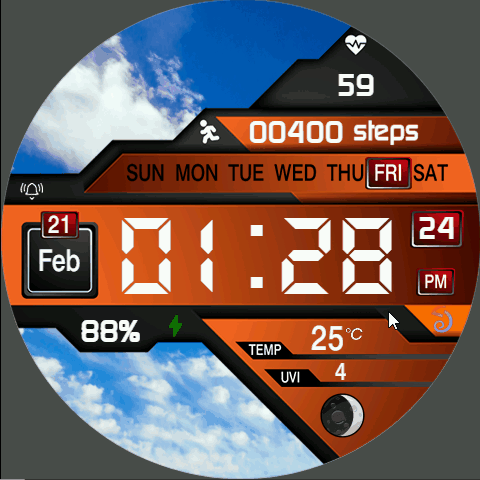 59
00400 steps
SUN MON TUE WED THU FRI SAT
21
Feb
01:28
24
PM
88%
25°C
TEMP
UVI 4